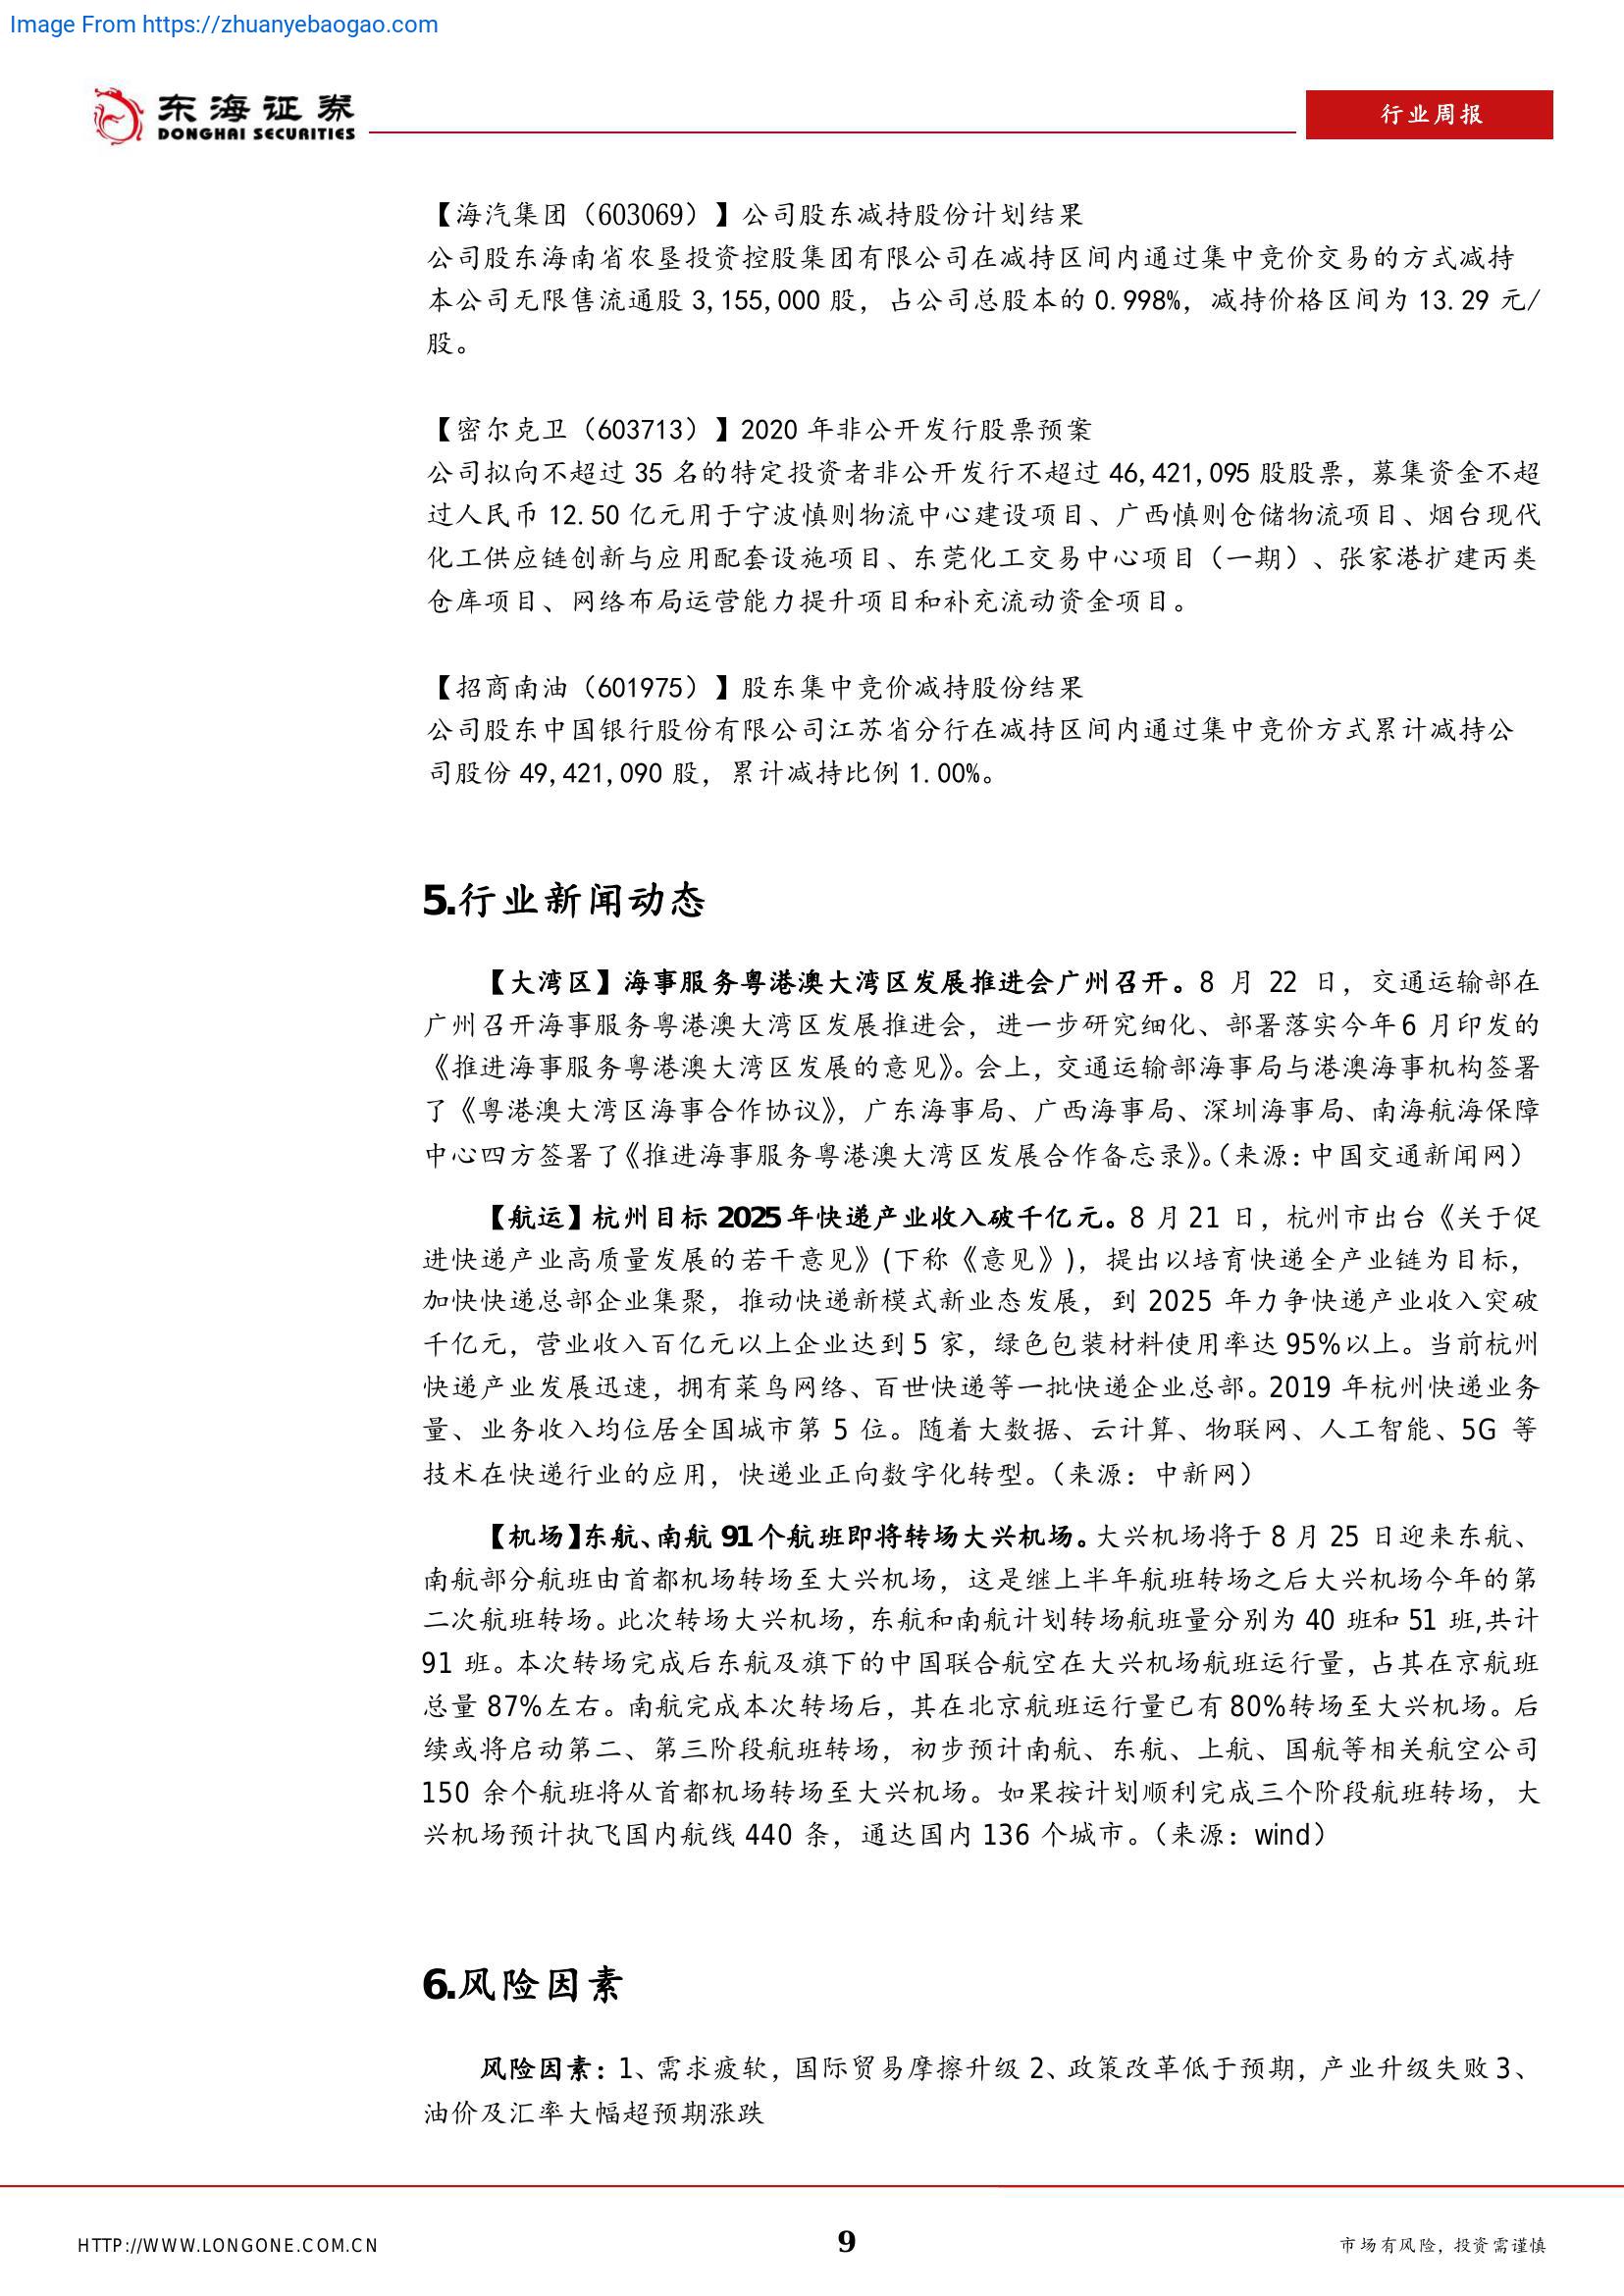 Image From https://zhuanyebaogao.com
东海证券
DONGHAI SECURITIES
行业周报
【海汽集团（603069）】公司股东减持股份计划结果
公司股东海南省农垦投资控股集团有限公司在减持区间内通过集中竞价交易的方式减持
本公司无限售流通股 3,155,000 股，占公司总股本的 0.998%，减持价格区间为 13.29 元/
股。
【密尔克卫（603713）】2020 年非公开发行股票预案
公司拟向不超过 35 名的特定投资者非公开发行不超过 46,421,095 股股票，募集资金不超
过人民币 12.50 亿元用于宁波慎则物流中心建设项目、广西慎则仓储物流项目、烟台现代
化工供应链创新与应用配套设施项目、东莞化工交易中心项目（一期）、张家港扩建丙类
仓库项目、网络布局运营能力提升项目和补充流动资金项目。
【招商南油（601975）】股东集中竞价减持股份结果
公司股东中国银行股份有限公司江苏省分行在减持区间内通过集中竞价方式累计减持公
司股份 49,421,090 股，累计减持比例 1.00%。
5.行业新闻动态
【大湾区】海事服务粤港澳大湾区发展推进会广州召开。8 月 22 日，交通运输部在
广州召开海事服务粤港澳大湾区发展推进会，进一步研究细化、部署落实今年 6 月印发的
《推进海事服务粤港澳大湾区发展的意见》。会上，交通运输部海事局与港澳海事机构签署
了《粤港澳大湾区海事合作协议》，广东海事局、广西海事局、深圳海事局、南海航海保障
中心四方签署了《推进海事服务粤港澳大湾区发展合作备忘录》。（来源：中国交通新闻网）
【航运】杭州目标 2025 年快递产业收入破千亿元。8 月 21 日，杭州市出台《关于促
进快递产业高质量发展的若干意见》(下称《意见》)，提出以培育快递全产业链为目标，
加快快递总部企业集聚，推动快递新模式新业态发展，到 2025 年力争快递产业收入突破
千亿元，营业收入百亿元以上企业达到 5 家，绿色包装材料使用率达 95%以上。当前杭州
快递产业发展迅速，拥有菜鸟网络、百世快递等一批快递企业总部。2019 年杭州快递业务
量、业务收入均位居全国城市第 5 位。随着大数据、云计算、物联网、人工智能、5G 等
技术在快递行业的应用，快递业正向数字化转型。（来源：中新网）
【机场】东航、南航 91 个航班即将转场大兴机场。大兴机场将于 8 月 25 日迎来东航、
南航部分航班由首都机场转场至大兴机场，这是继上半年航班转场之后大兴机场今年的第
二次航班转场。此次转场大兴机场，东航和南航计划转场航班量分别为 40 班和 51 班,共计
91 班。本次转场完成后东航及旗下的中国联合航空在大兴机场航班运行量，占其在京航班
总量 87%左右。南航完成本次转场后，其在北京航班运行量已有 80%转场至大兴机场。后
续或将启动第二、第三阶段航班转场，初步预计南航、东航、上航、国航等相关航空公司
150 余个航班将从首都机场转场至大兴机场。如果按计划顺利完成三个阶段航班转场，大
兴机场预计执飞国内航线 440 条，通达国内 136 个城市。（来源：wind）
6.风险因素
风险因素：1、需求疲软，国际贸易摩擦升级 2、政策改革低于预期，产业升级失败 3、
油价及汇率大幅超预期涨跌
HTTP://WWW.LONGONE.COM.CN
9
市场有风险，投资需谨慎